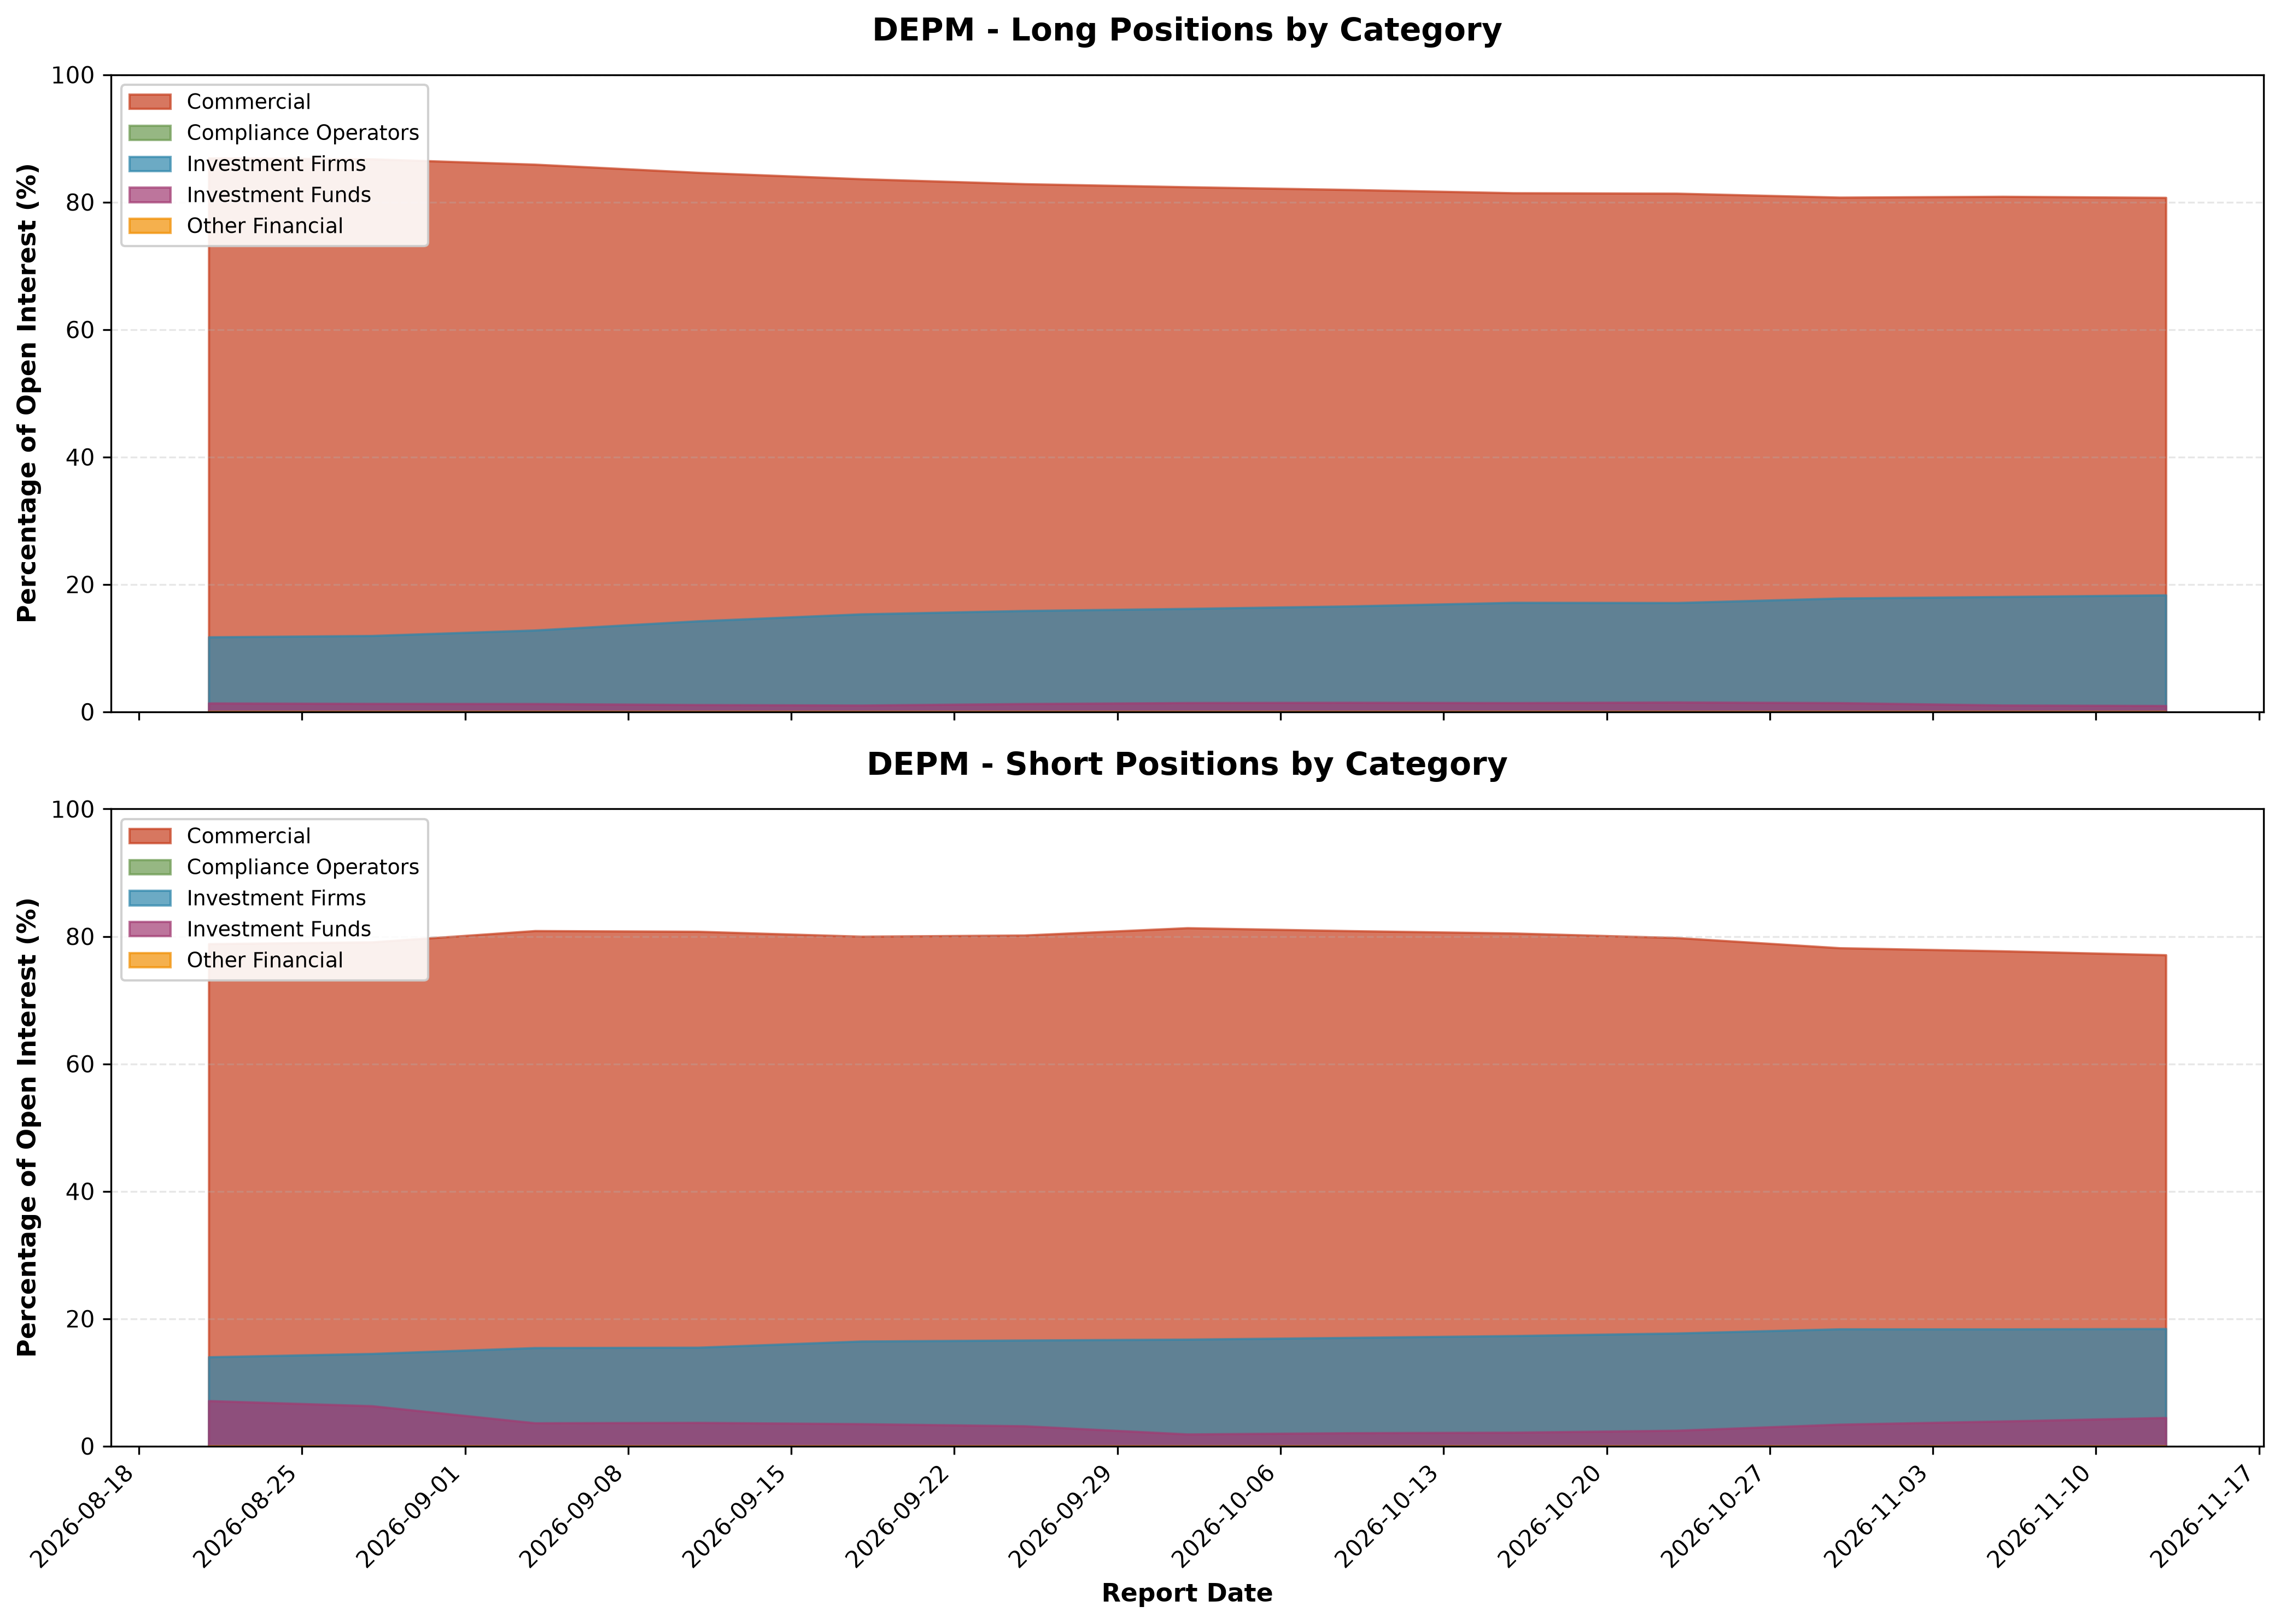 DEPM - Long Positions by Category
Percentage of Open Interest (%)
100
80
60
40
20
0
Commercial
Compliance Operators
Investment Firms
Investment Funds
Other Financial
DEPM - Short Positions by Category
Percentage of Open Interest (%)
100
80
60
40
20
0
Commercial
Compliance Operators
Investment Firms
Investment Funds
Other Financial
2026-08-18
2026-08-25
2026-09-01
2026-09-08
2026-09-15
2026-09-22
2026-09-29
2026-10-06
2026-10-13
2026-10-20
2026-10-27
2026-11-03
2026-11-10
2026-11-17
Report Date